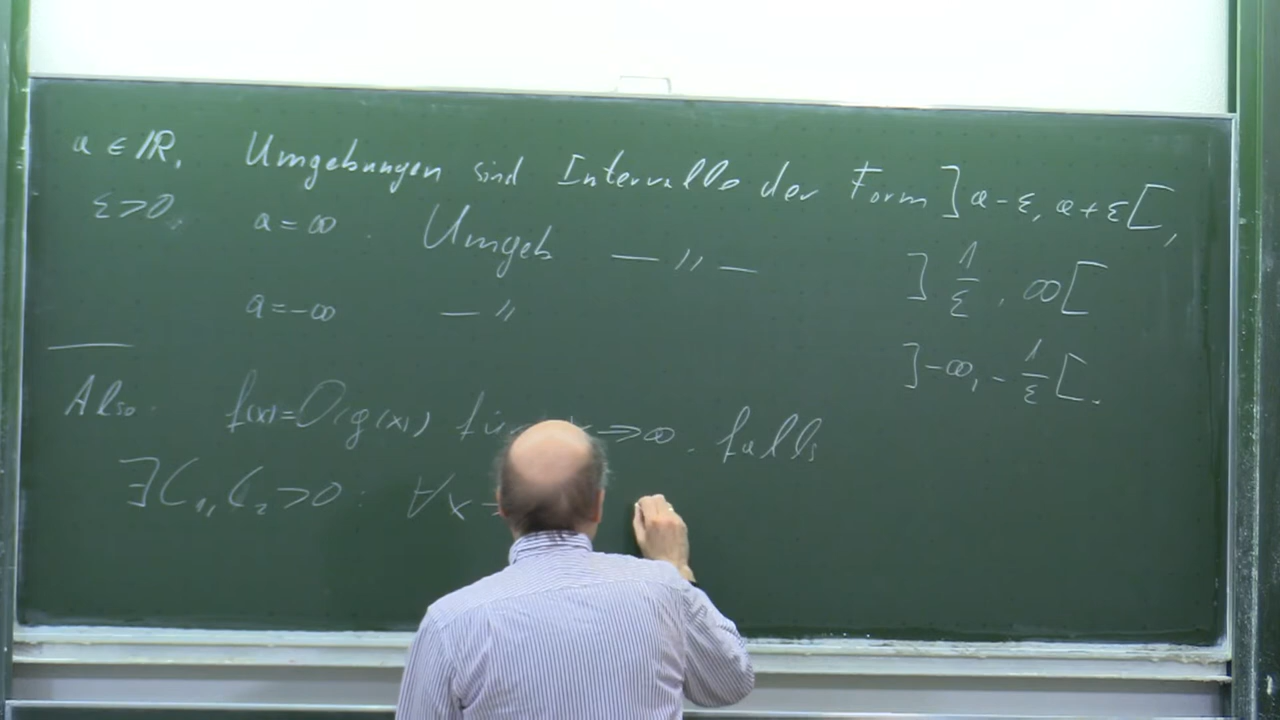 a ∈ ℝ, Umgebungen sind Intervalle der Form ]a-ε, a+ε[,
ε>0. a=∞. Umgeb — " — ]1/ε, ∞[
a=-∞ — "
]-∞, -1/ε[.
Also. f(x)=O(g(x)) für →∞. falls
∃C₁, C₂>0: ∀x